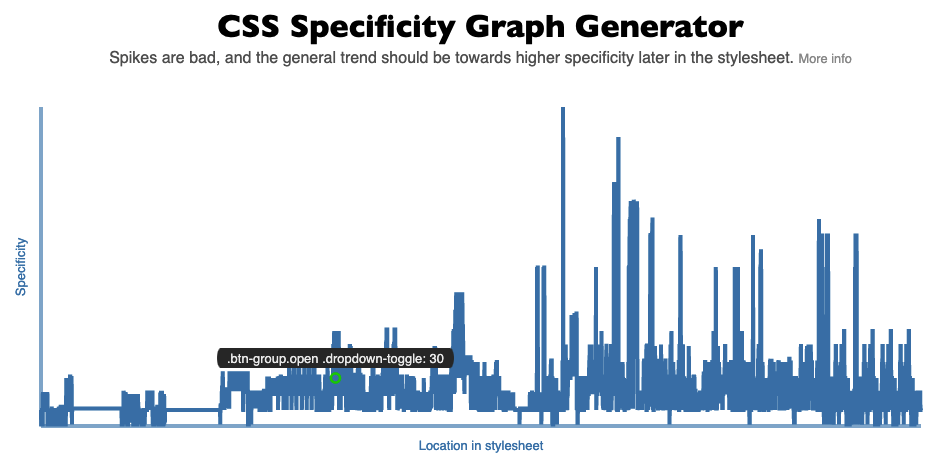 CSS Specificity Graph Generator
Spikes are bad, and the general trend should be towards higher specificity later in the stylesheet. More info
Specificity
.btn-group.open .dropdown-toggle: 30
Location in stylesheet